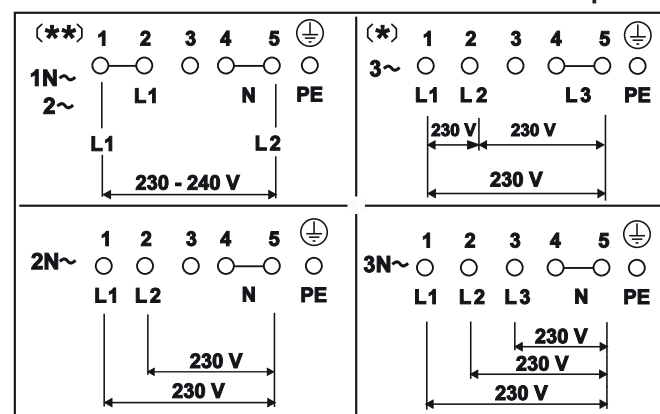 (**) 1 2 3 4 5
1N~ L1 N PE
2~
L1 L2
230 - 240 V
(*) 1 2 3 4 5
3~
L1 L2 L3 PE
230 V 230 V
230 V
1 2 3 4 5
2N~
L1 L2 N PE
230 V
230 V
1 2 3 4 5
3N~
L1 L2 L3 N PE
230 V
230 V
230 V